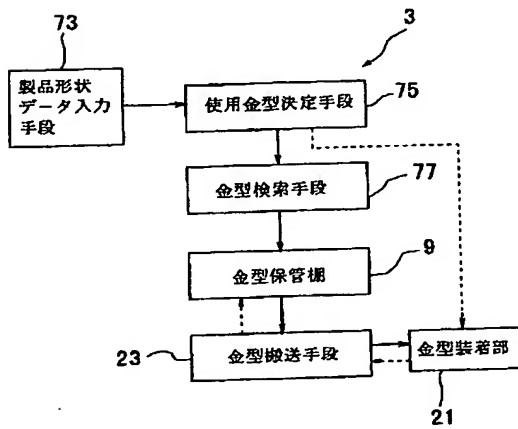 73
3
製品形状
データ入力
手段
使用金型決定手段
75
金型検索手段
77
金型保管棚
9
23
金型搬送手段
金型装着部
21